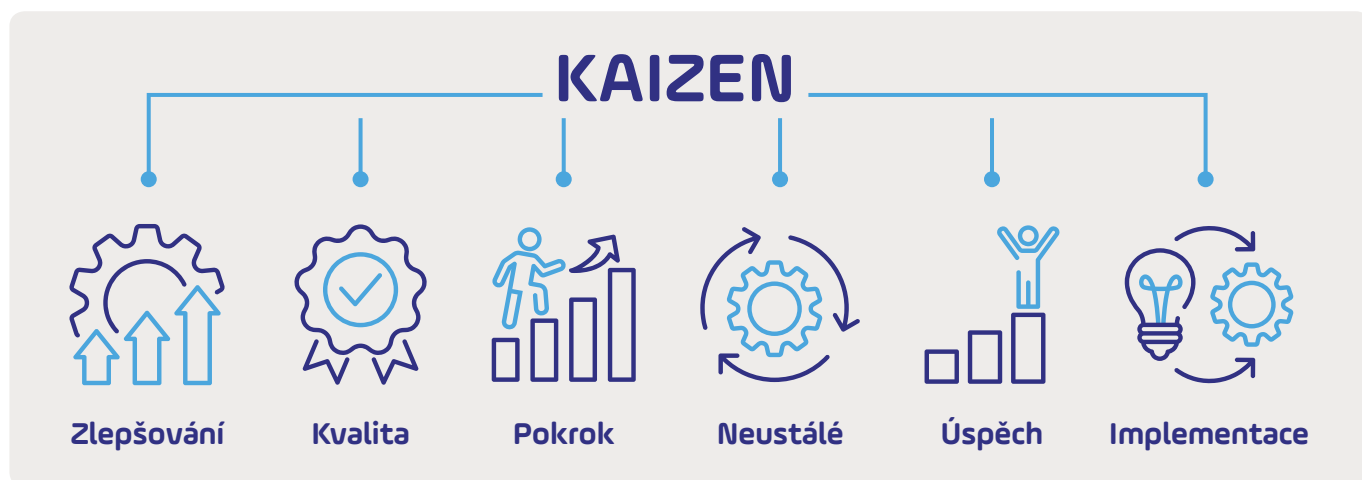 KAIZEN
Zlepšování
Kvalita
Pokrok
Neustálé
Úspěch
Implementace